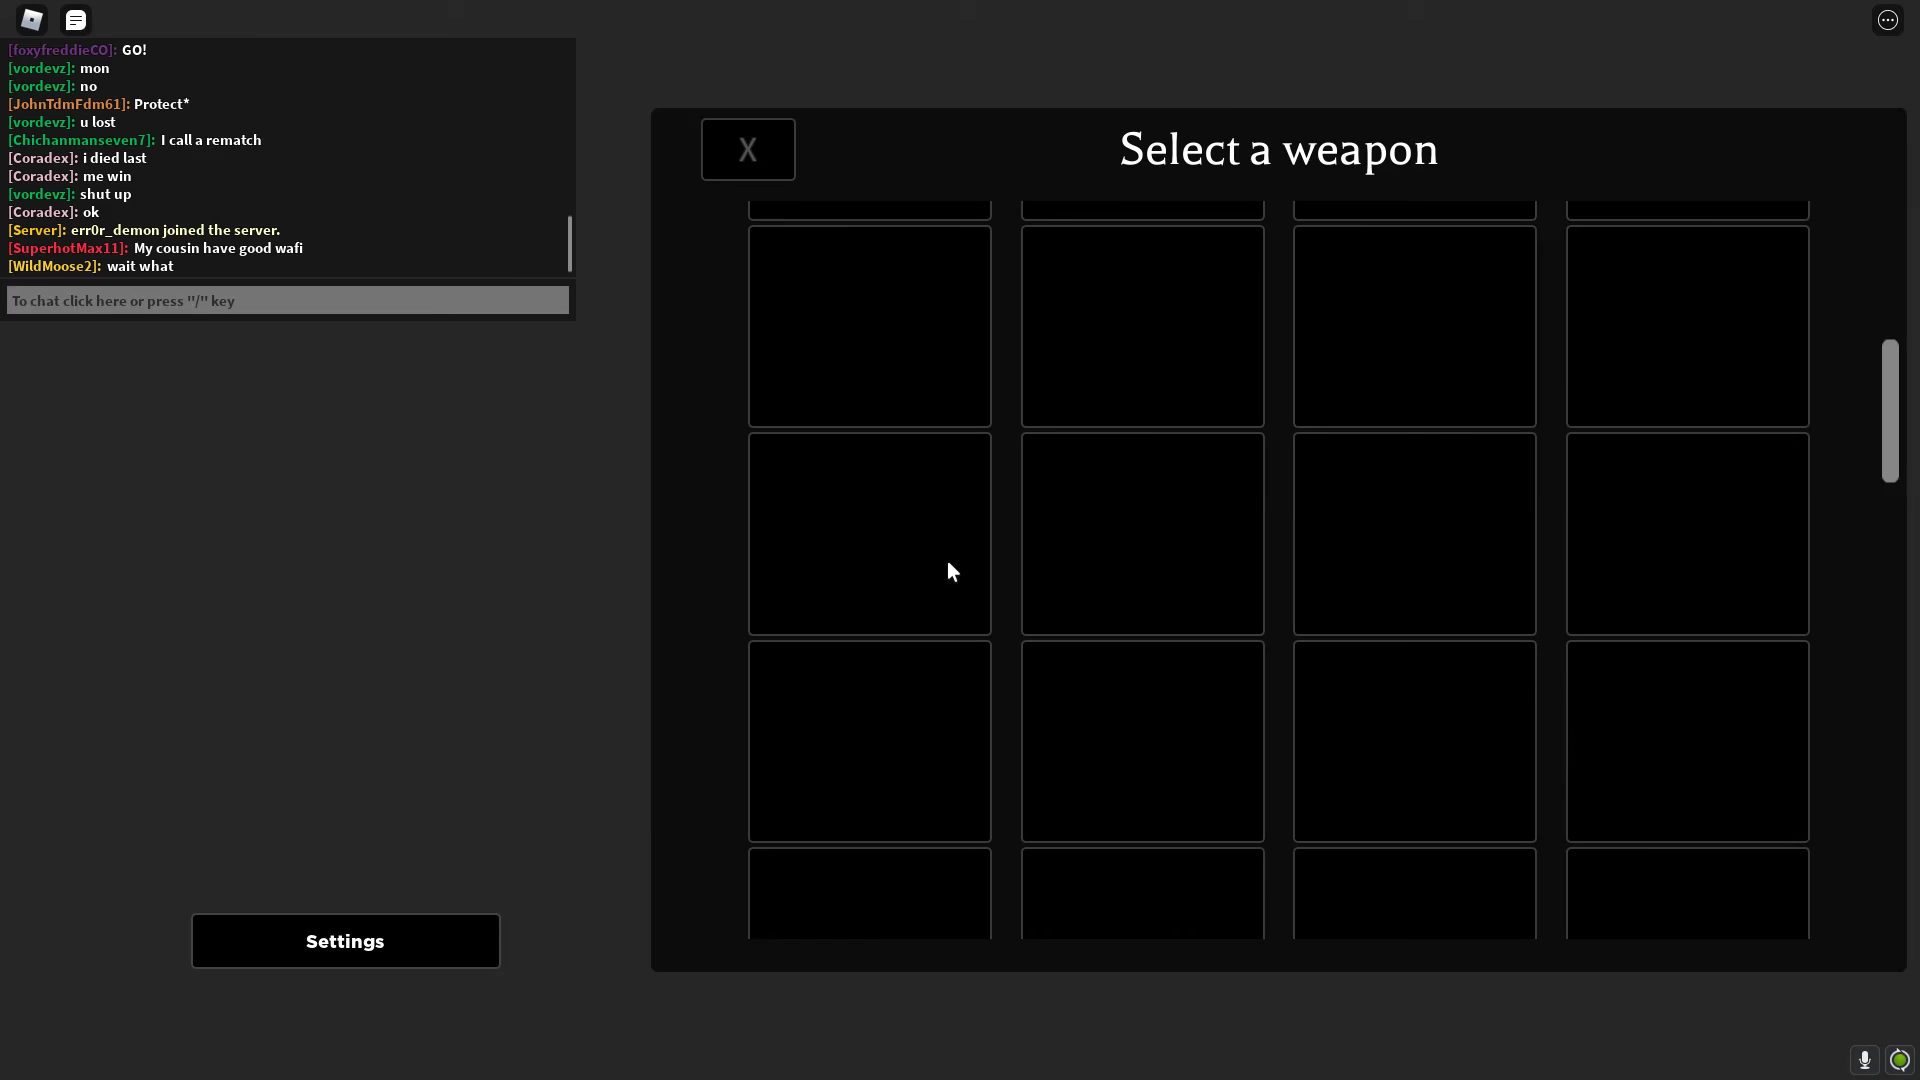 [foxyfreddieCO]: GO!
[vordevz]: mon
[vordevz]: no
[JohnTdmFdm61]: Protect*
[vordevz]: u lost
[Chichanmanseven7]: I call a rematch
[Coradex]: i died last
[Coradex]: me win
[vordevz]: shut up
[Coradex]: ok
[Server]: err0r_demon joined the server.
[SuperhotMax11]: My cousin have good wafi
[WildMoose2]: wait what
To chat click here or press "/" key
X
Select a weapon
Settings